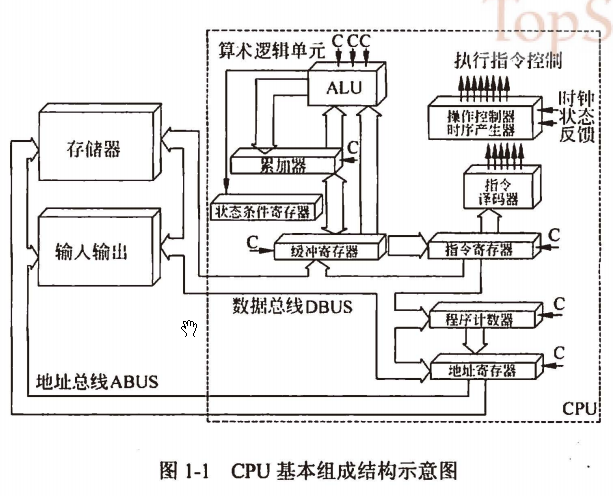 TopS
算术逻辑单元
C CC
ALU
执行指令控制
操作控制器
时序产生器
时钟
状态
反馈
存储器
累加器
C
指令
译码器
状态条件寄存器
输入输出
C
缓冲寄存器
指令寄存器
C
数据总线DBUS
程序计数器
C
地址寄存器
C
地址总线ABUS
CPU
图 1-1 CPU 基本组成结构示意图